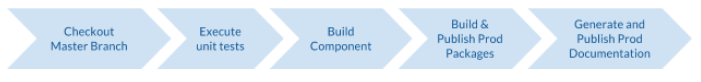 Checkout
Master Branch
Execute
unit tests
Build
Component
Build &
Publish Prod
Packages
Generate and
Publish Prod
Documentation